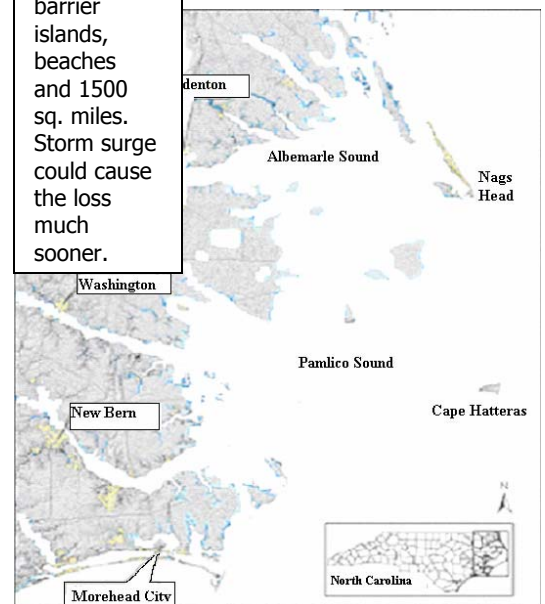 barrier
islands,
beaches
and 1500
sq. miles.
Storm surge
could cause
the loss
much
sooner.
denton
Albemarle Sound
Nags
Head
Washington
Pamlico Sound
New Bern
Cape Hatteras
N
North Carolina
Morehead City